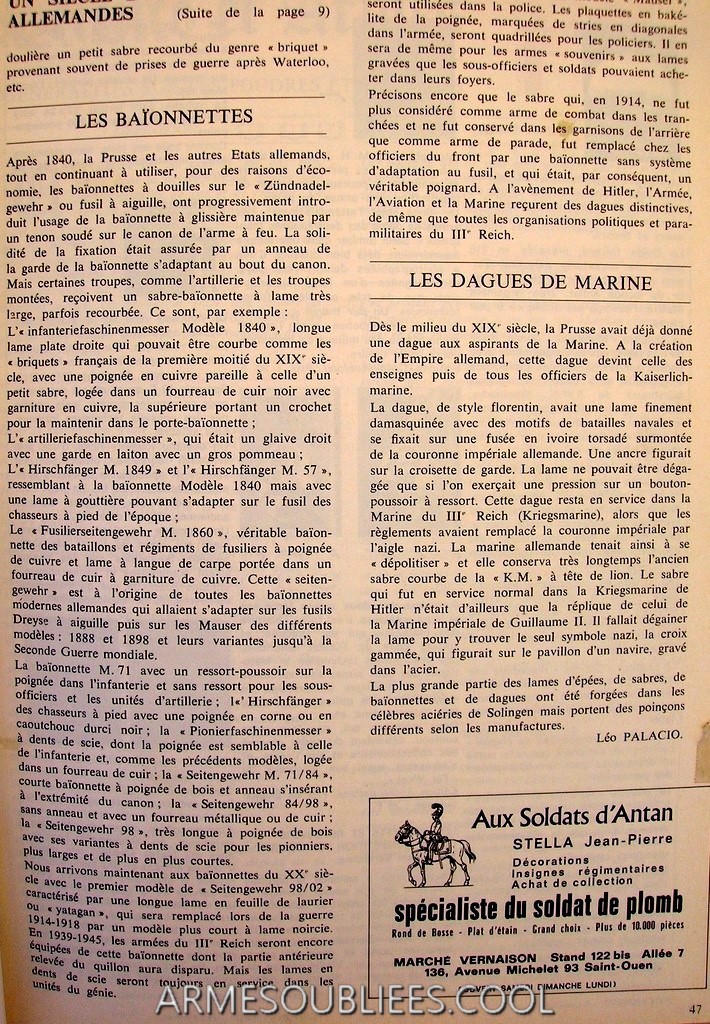 ALLEMANDES (Suite de la page 9)
doulière un petit sabre recourbé du genre « briquet »
provenant souvent de prises de guerre après Waterloo,
etc.
LES BAÏONNETTES
Après 1840, la Prusse et les autres Etats allemands,
tout en continuant à utiliser, pour des raisons d'éco-
nomie, les baïonnettes à douilles sur le « Zündnadel-
gewehr » ou fusil à aiguille, ont progressivement intro-
duit l'usage de la baïonnette à glissière maintenue par
un tenon soudé sur le canon de l'arme à feu. La soli-
dité de la fixation était assurée par un anneau de
la garde de la baïonnette s'adaptant au bout du canon.
Mais certaines troupes, comme l'artillerie et les troupes
montées, reçoivent un sabre-baïonnette à lame très
large, parfois recourbée. Ce sont, par exemple :
L'« infanteriefaschinenmesser Modèle 1840 », longue
lame plate droite qui pouvait être courbe comme les
« briquets » français de la première moitié du XIXe siè-
cle, avec une poignée en cuivre pareille à celle d'un
petit sabre, logée dans un fourreau de cuir noir avec
garniture en cuivre, la supérieure portant un crochet
pour la maintenir dans le porte-baïonnette ;
L'« artilleriefaschinenmesser », qui était un glaive droit
avec une garde en laiton avec un gros pommeau ;
L'« Hirschfänger M. 1849 » et l'« Hirschfänger M. 57 »,
ressemblant à la baïonnette Modèle 1840 mais avec
une lame à gouttière pouvant s'adapter sur le fusil des
chasseurs à pied de l'époque ;
Le « Fusilierseitengewehr M. 1860 », véritable baïon-
nette des bataillons et régiments de fusiliers à poignée
de cuivre et lame à langue de carpe portée dans un
fourreau de cuir à garniture de cuivre. Cette « seiten-
gewehr » est à l'origine de toutes les baïonnettes
modernes allemandes qui allaient s'adapter sur les fusils
Dreyse à aiguille puis sur les Mauser des différents
modèles : 1888 et 1898 et leurs variantes jusqu'à la
Seconde Guerre mondiale.
La baïonnette M. 71 avec un ressort-poussoir sur la
poignée dans l'infanterie et sans ressort pour les sous-
officiers et les unités d'artillerie ; l«' Hirschfänger »
des chasseurs à pied avec une poignée en corne ou en
caoutchouc durci noir ; la « Pionierfaschinenmesser »
à dents de scie, dont la poignée est semblable à celle
de l'infanterie et, comme les précédents modèles, logée
dans un fourreau de cuir ; la « Seitengewehr M. 71/84 »,
courte baïonnette à poignée de bois et anneau s'insérant
à l'extrémité du canon ; la « Seitengewehr 84/98 »,
sans anneau et avec un fourreau métallique ou de cuir ;
la « Seitengewehr 98 », très longue à poignée de bois
avec ses variantes à dents de scie pour les pionniers,
plus larges et de plus en plus courtes.
Nous arrivons maintenant aux baïonnettes du XXe siè-
cle avec le premier modèle de « Seitengewehr 98/02 »
caractérisé par une longue lame en feuille de laurier
ou « yatagan », qui sera remplacé lors de la guerre
1914-1918 par un modèle plus court à lame noircie.
En 1939-1945, les armées du IIIe Reich seront encore
équipées de cette baïonnette dont la partie antérieure
relevée du quillon aura disparu. Mais les lames en
dents de scie seront toujours en service dans les
unités du génie.
seront utilisées dans la police. Les plaquettes en baké-
lite de la poignée, marquées de stries en diagonales
dans l'armée, seront quadrillées pour les policiers. Il en
sera de même pour les armes « souvenirs » aux lames
gravées que les sous-officiers et soldats pouvaient ache-
ter dans leurs foyers.
Précisons encore que le sabre qui, en 1914, ne fut
plus considéré comme arme de combat dans les tran-
chées et ne fut conservé dans les garnisons de l'arrière
que comme arme de parade, fut remplacé chez les
officiers du front par une baïonnette sans système
d'adaptation au fusil, et qui était, par conséquent, un
véritable poignard. A l'avènement de Hitler, l'Armée,
l'Aviation et la Marine reçurent des dagues distinctives,
de même que toutes les organisations politiques et para-
militaires du IIIe Reich.
LES DAGUES DE MARINE
Dès le milieu du XIXe siècle, la Prusse avait déjà donné
une dague aux aspirants de la Marine. A la création
de l'Empire allemand, cette dague devint celle des
enseignes puis de tous les officiers de la Kaiserlich-
marine.
La dague, de style florentin, avait une lame finement
damasquinée avec des motifs de batailles navales et
se fixait sur une fusée en ivoire torsadé surmontée
de la couronne impériale allemande. Une ancre figurait
sur la croisette de garde. La lame ne pouvait être déga-
gée que si l'on exerçait une pression sur un bouton-
poussoir à ressort. Cette dague resta en service dans la
Marine du IIIe Reich (Kriegsmarine), alors que les
règlements avaient remplacé la couronne impériale par
l'aigle nazi. La marine allemande tenait ainsi à se
« dépolitiser » et elle conserva très longtemps l'ancien
sabre courbe de la « K.M. » à tête de lion. Le sabre
qui fut en service normal dans la Kriegsmarine de
Hitler n'était d'ailleurs que la réplique de celui de
la Marine impériale de Guillaume II. Il fallait dégainer
la lame pour y trouver le seul symbole nazi, la croix
gammée, qui figurait sur le pavillon d'un navire, gravé
dans l'acier.
La plus grande partie des lames d'épées, de sabres, de
baïonnettes et de dagues ont été forgées dans les
célèbres aciéries de Solingen mais portent des poinçons
différents selon les manufactures.
Léo PALACIO.
Aux Soldats d'Antan
STELLA Jean-Pierre
Décorations
Insignes régimentaires
Achat de collection
spécialiste du soldat de plomb
Rond de Bosse - Plat d'étain - Grand choix - Plus de 10.000 pièces
MARCHE VERNAISON Stand 122 bis Allée 7
136, Avenue Michelet 93 Saint-Ouen
(OUVERT SAMEDI DIMANCHE LUNDI)
47
ARMESOUBLIEES.COOL